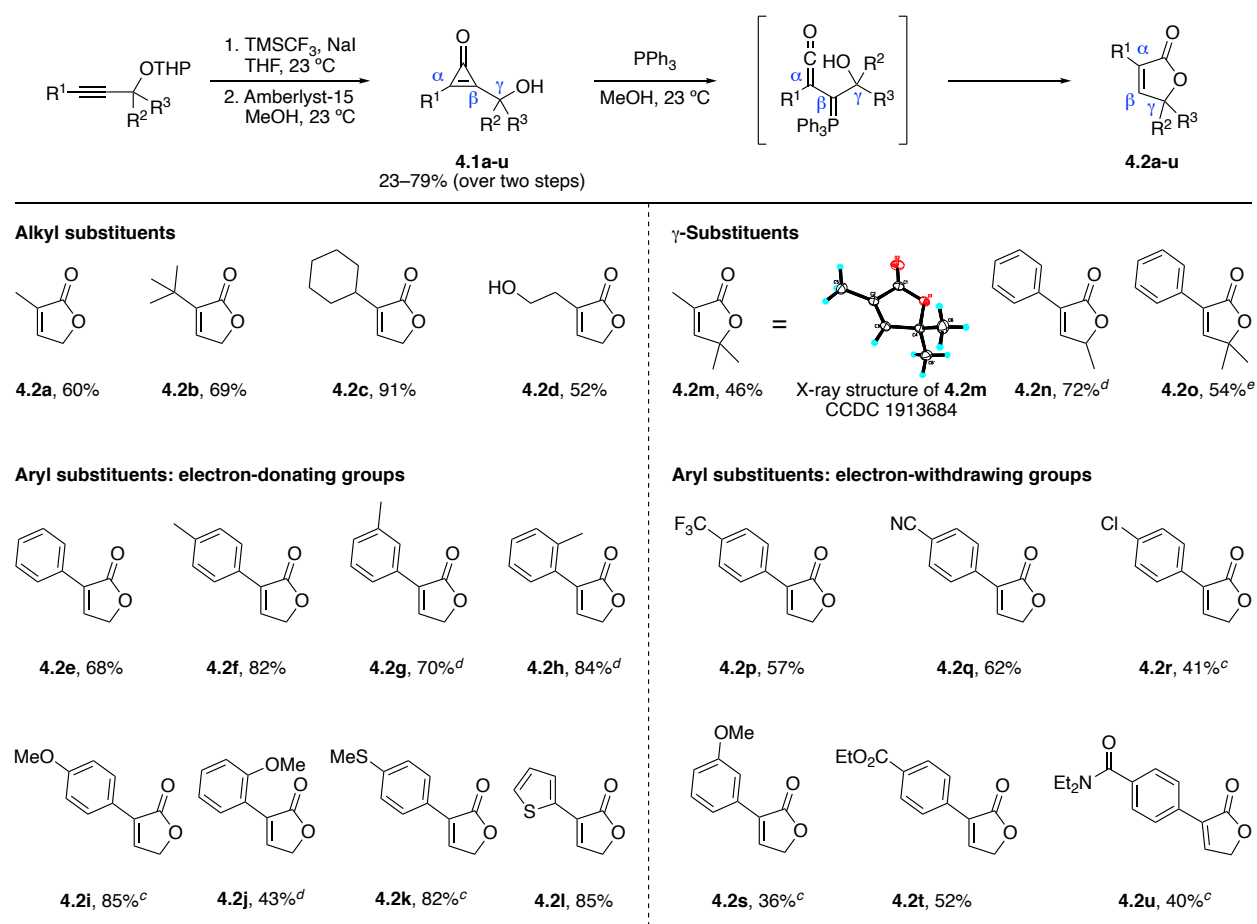 1. TMSCF3, NaI
THF, 23 ºC
2. Amberlyst-15
MeOH, 23 ºC
R1
OTHP
R2
R3
O
α
β
γ
OH
R1
R2
R3
4.1a-u
23–79% (over two steps)
PPh3
MeOH, 23 ºC
O
C
HO
R2
R3
R1
α
β
γ
Ph3P
R1
α
β
γ
O
O
R2
R3
4.2a-u
Alkyl substituents
γ-Substituents
O
O
O
O
O
O
HO
O
O
O
O
O
O
O
O
4.2a, 60%
4.2b, 69%
4.2c, 91%
4.2d, 52%
4.2m, 46%
=
X-ray structure of 4.2m
CCDC 1913684
4.2n, 72%d
4.2o, 54%e
Aryl substituents: electron-donating groups
Aryl substituents: electron-withdrawing groups
O
O
O
O
O
O
O
O
F3C
O
O
NC
O
O
Cl
O
O
4.2e, 68%
4.2f, 82%
4.2g, 70%d
4.2h, 84%d
4.2p, 57%
4.2q, 62%
4.2r, 41%c
MeO
O
O
OMe
O
O
MeS
O
O
S
O
O
OMe
O
O
EtO2C
O
O
O
Et2N
O
O
4.2i, 85%c
4.2j, 43%d
4.2k, 82%c
4.2l, 85%
4.2s, 36%c
4.2t, 52%
4.2u, 40%c